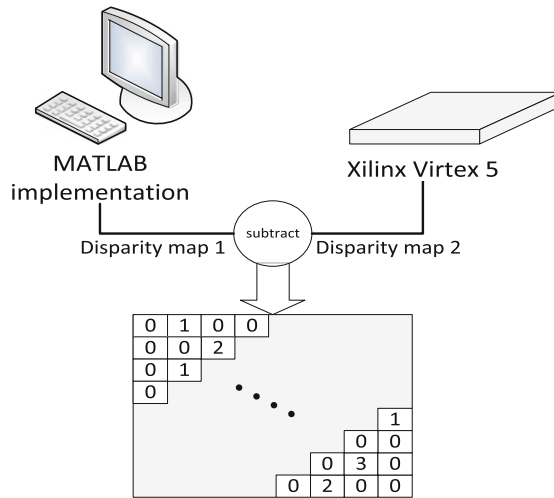 MATLAB
implementation
Xilinx Virtex 5
subtract
Disparity map 1
Disparity map 2
0 1 0 0
0 0 2
0 1
0
1
0 0
0 3 0
0 2 0 0